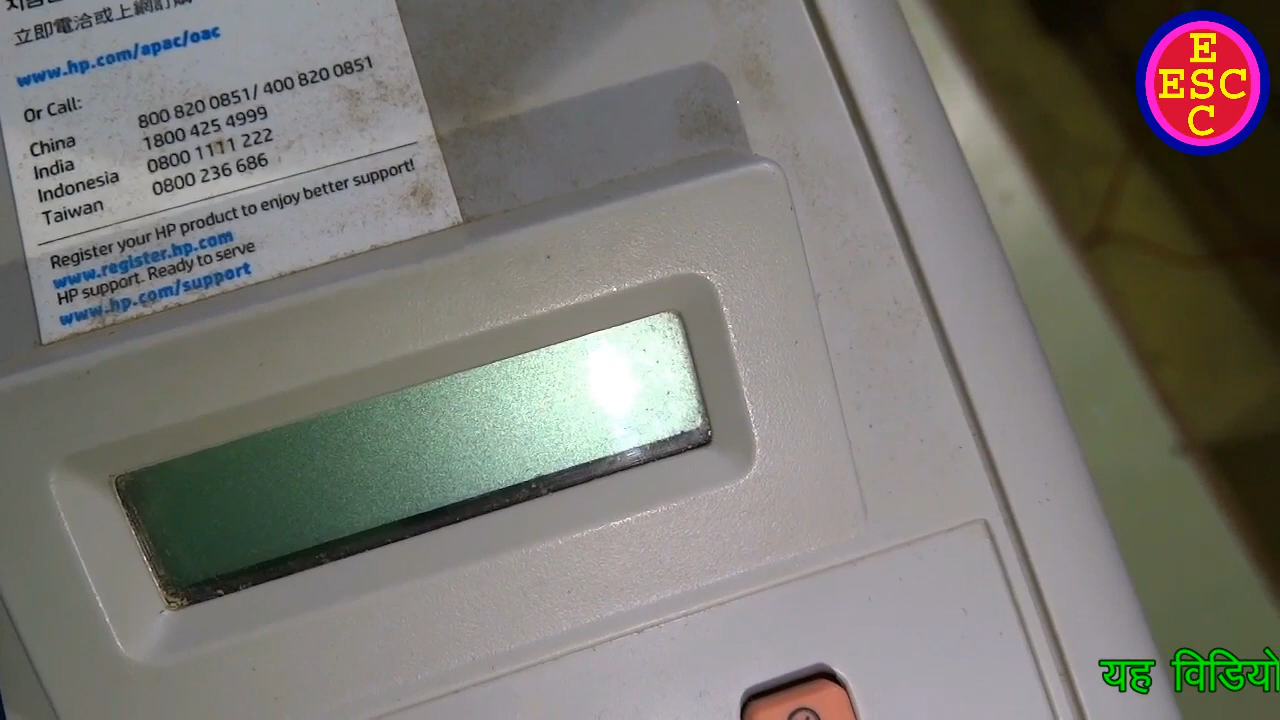 立即電洽或上網訂購
www.hp.com/apac/oac
Or Call:
China 800 820 0851/ 400 820 0851
India 1800 425 4999
Indonesia 0800 1111 222
Taiwan 0800 236 686
Register your HP product to enjoy better support!
www.register.hp.com
HP support. Ready to serve
www.hp.com/support
E
ESC
C
यह विडियो